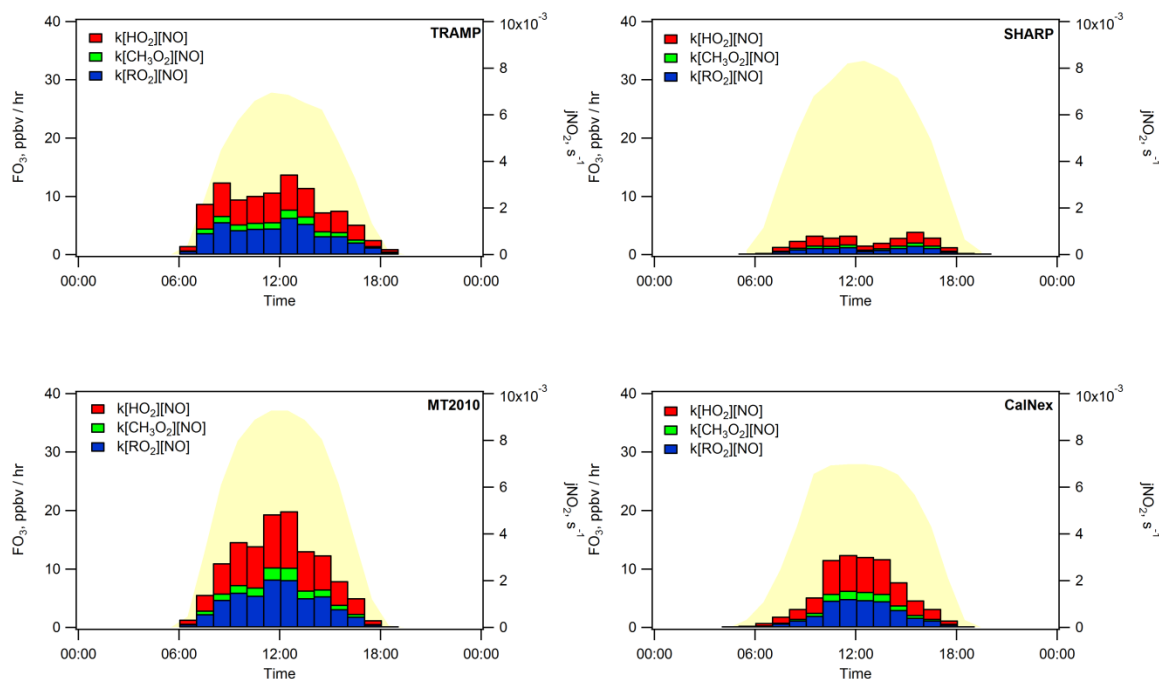 40
10x10⁻³
TRAMP
k[HO₂][NO]
k[CH₃O₂][NO]
k[RO₂][NO]
30
20
10
0
8
6
4
2
0
FO₃, ppbv / hr
jNO₂, s⁻¹
00:00 06:00 12:00 18:00 00:00
Time
40
10x10⁻³
SHARP
k[HO₂][NO]
k[CH₃O₂][NO]
k[RO₂][NO]
30
20
10
0
8
6
4
2
0
FO₃, ppbv / hr
jNO₂, s⁻¹
00:00 06:00 12:00 18:00 00:00
Time
40
10x10⁻³
MT2010
k[HO₂][NO]
k[CH₃O₂][NO]
k[RO₂][NO]
30
20
10
0
8
6
4
2
0
FO₃, ppbv / hr
jNO₂, s⁻¹
00:00 06:00 12:00 18:00 00:00
Time
40
10x10⁻³
CalNex
k[HO₂][NO]
k[CH₃O₂][NO]
k[RO₂][NO]
30
20
10
0
8
6
4
2
0
FO₃, ppbv / hr
jNO₂, s⁻¹
00:00 06:00 12:00 18:00 00:00
Time